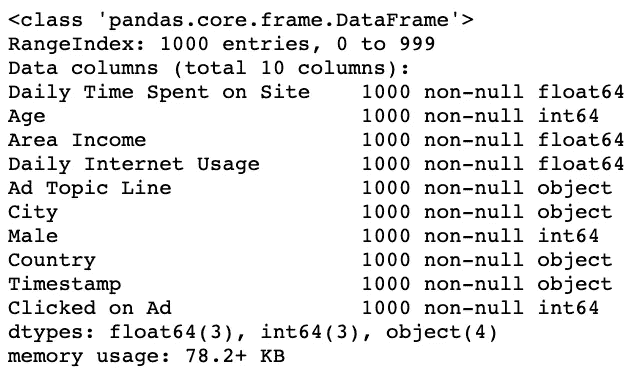 <class 'pandas.core.frame.DataFrame'>
RangeIndex: 1000 entries, 0 to 999
Data columns (total 10 columns):
Daily Time Spent on Site    1000 non-null float64
Age                         1000 non-null int64
Area Income                 1000 non-null float64
Daily Internet Usage        1000 non-null float64
Ad Topic Line               1000 non-null object
City                        1000 non-null object
Male                        1000 non-null int64
Country                     1000 non-null object
Timestamp                   1000 non-null object
Clicked on Ad               1000 non-null int64
dtypes: float64(3), int64(3), object(4)
memory usage: 78.2+ KB